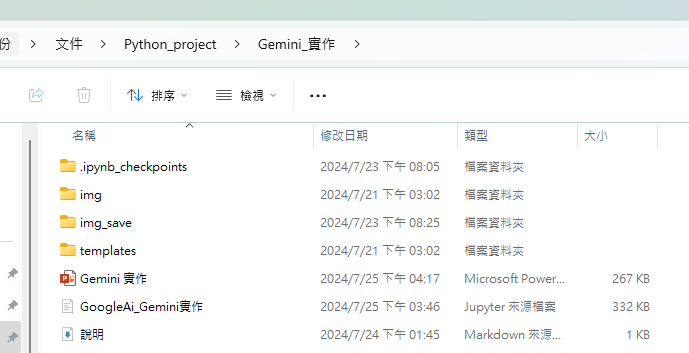 份 > 文件 > Python_project > Gemini_實作 >
排序 檢視 ...
名稱 修改日期 類型 大小
.ipynb_checkpoints 2024/7/23 下午 08:05 檔案資料夾
img 2024/7/21 下午 03:02 檔案資料夾
img_save 2024/7/23 下午 08:25 檔案資料夾
templates 2024/7/21 下午 03:02 檔案資料夾
Gemini 實作 2024/7/25 下午 04:17 Microsoft Power... 267 KB
GoogleAi_Gemini實作 2024/7/25 下午 03:46 Jupyter 來源檔案 332 KB
說明 2024/7/24 下午 01:45 Markdown 來源... 1 KB